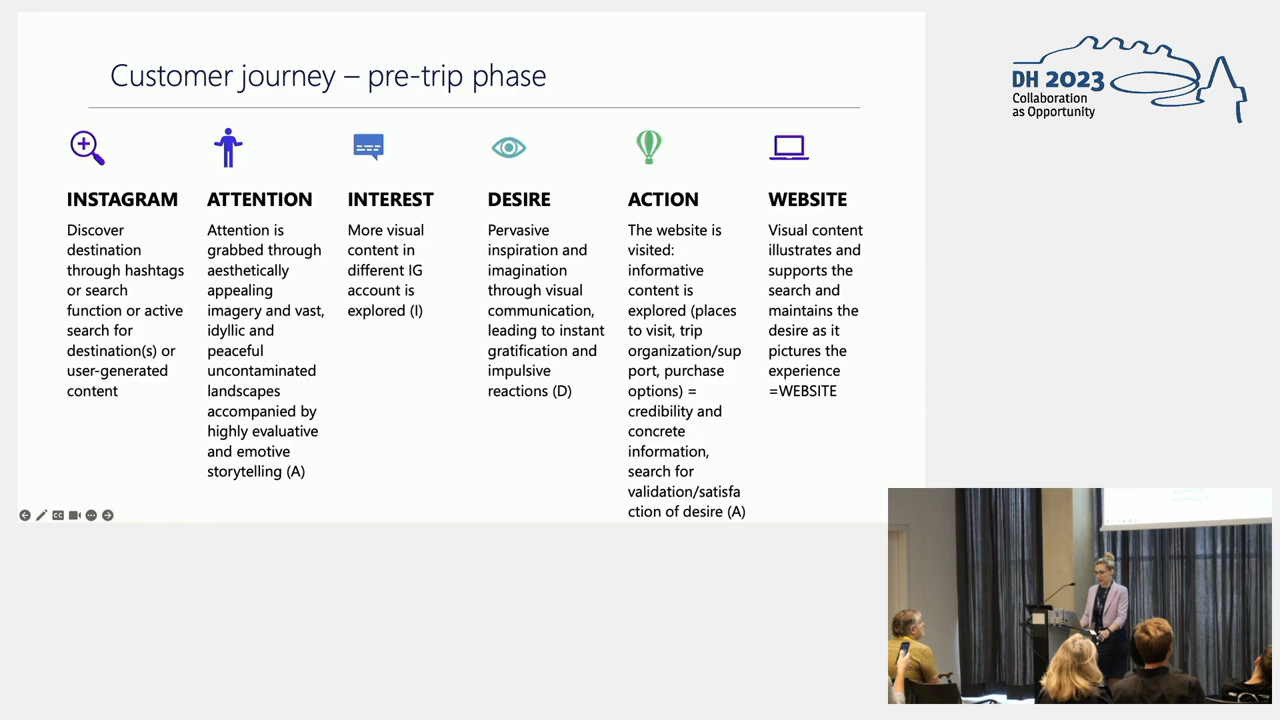 Customer journey – pre-trip phase
INSTAGRAM
Discover
destination
through hashtags
or search
function or active
search for
destination(s) or
user-generated
content
ATTENTION
Attention is
grabbed through
aesthetically
appealing
imagery and vast,
idyllic and
peaceful
uncontaminated
landscapes
accompanied by
highly evaluative
and emotive
storytelling (A)
INTEREST
More visual
content in
different IG
account is
explored (I)
DESIRE
Pervasive
inspiration and
imagination
through visual
communication,
leading to instant
gratification and
impulsive
reactions (D)
ACTION
The website is
visited:
informative
content is
explored (places
to visit, trip
organization/sup
port, purchase
options) =
credibility and
concrete
information,
search for
validation/satisfa
ction of desire (A)
WEBSITE
Visual content
illustrates and
supports the
search and
maintains the
desire as it
pictures the
experience
=WEBSITE
DH 2023
Collaboration
as Opportunity